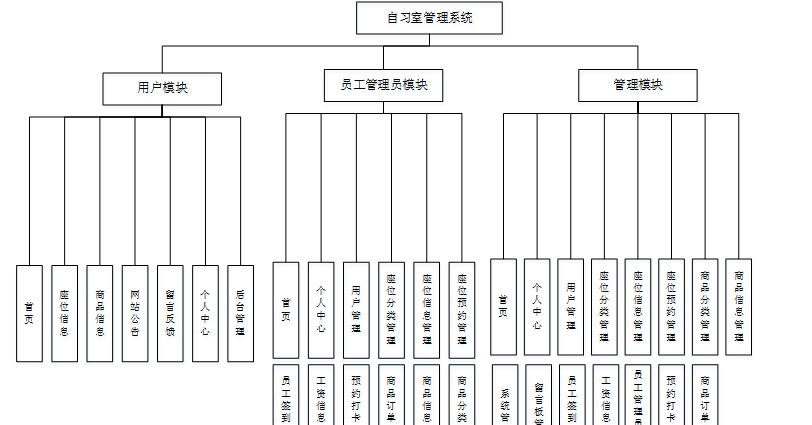 自习室管理系统
用户模块
员工管理员模块
管理模块
首页
座位信息
商品信息
网站公告
留言反馈
个人中心
后台管理
首页
个人中心
用户管理
座位分类管理
座位信息管理
座位预约管理
首页
个人中心
用户管理
座位分类管理
座位信息管理
座位预约管理
商品分类管理
商品信息管理
员工签到
工资信息
预约打卡
商品订单
商品信息
商品分类
系统管
留言板管
员工签到
工资信息
员工管理员
预约打卡
商品订单